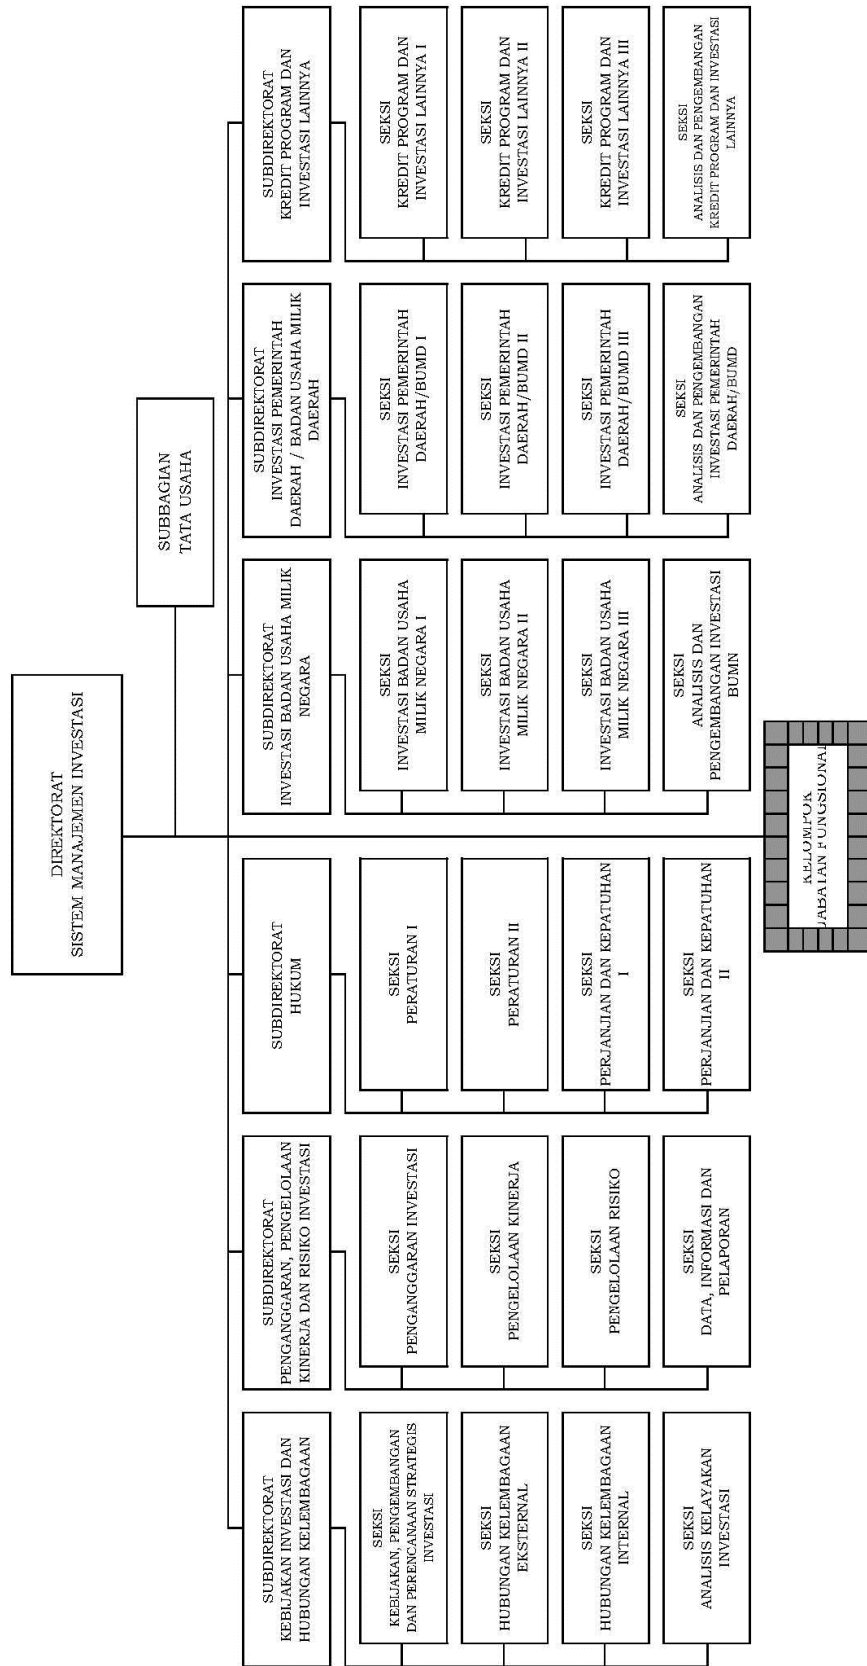 DIREKTORAT
SISTEM MANAJEMEN INVESTASI
SUBBAGIAN
TATA USAHA
SUBDIREKTORAT
KEBIJAKAN INVESTASI DAN
HUBUNGAN KELEMBAGAAN
SEKSI
KEBIJAKAN, PENGEMBANGAN
DAN PERENCANAAN STRATEGIS
INVESTASI
SEKSI
HUBUNGAN KELEMBAGAAN
EKSTERNAL
SEKSI
HUBUNGAN KELEMBAGAAN
INTERNAL
SEKSI
ANALISIS KELAYAKAN
INVESTASI
SUBDIREKTORAT
PENGANGGARAN, PENGELOLAAN
KINERJA DAN RISIKO INVESTASI
SEKSI
PENGANGGARAN INVESTASI
SEKSI
PENGELOLAAN KINERJA
SEKSI
PENGELOLAAN RISIKO
SEKSI
DATA, INFORMASI DAN
PELAPORAN
SUBDIREKTORAT
HUKUM
SEKSI
PERATURAN I
SEKSI
PERATURAN II
SEKSI
PERJANJIAN DAN KEPATUHAN
I
SEKSI
PERJANJIAN DAN KEPATUHAN
II
SUBDIREKTORAT
INVESTASI BADAN USAHA MILIK
NEGARA
SEKSI
INVESTASI BADAN USAHA
MILIK NEGARA I
SEKSI
INVESTASI BADAN USAHA
MILIK NEGARA II
SEKSI
INVESTASI BADAN USAHA
MILIK NEGARA III
SEKSI
ANALISIS DAN
PENGEMBANGAN INVESTASI
BUMN
SUBDIREKTORAT
INVESTASI PEMERINTAH
DAERAH / BADAN USAHA MILIK
DAERAH
SEKSI
INVESTASI PEMERINTAH
DAERAH/BUMD I
SEKSI
INVESTASI PEMERINTAH
DAERAH/BUMD II
SEKSI
INVESTASI PEMERINTAH
DAERAH/BUMD III
SEKSI
ANALISIS DAN PENGEMBANGAN
INVESTASI PEMERINTAH
DAERAH/BUMD
SUBDIREKTORAT
KREDIT PROGRAM DAN
INVESTASI LAINNYA
SEKSI
KREDIT PROGRAM DAN
INVESTASI LAINNYA I
SEKSI
KREDIT PROGRAM DAN
INVESTASI LAINNYA II
SEKSI
KREDIT PROGRAM DAN
INVESTASI LAINNYA III
SEKSI
ANALISIS DAN PENGEMBANGAN
KREDIT PROGRAM DAN INVESTASI
LAINNYA
KELOMPOK
JABATAN FUNGSIONAL